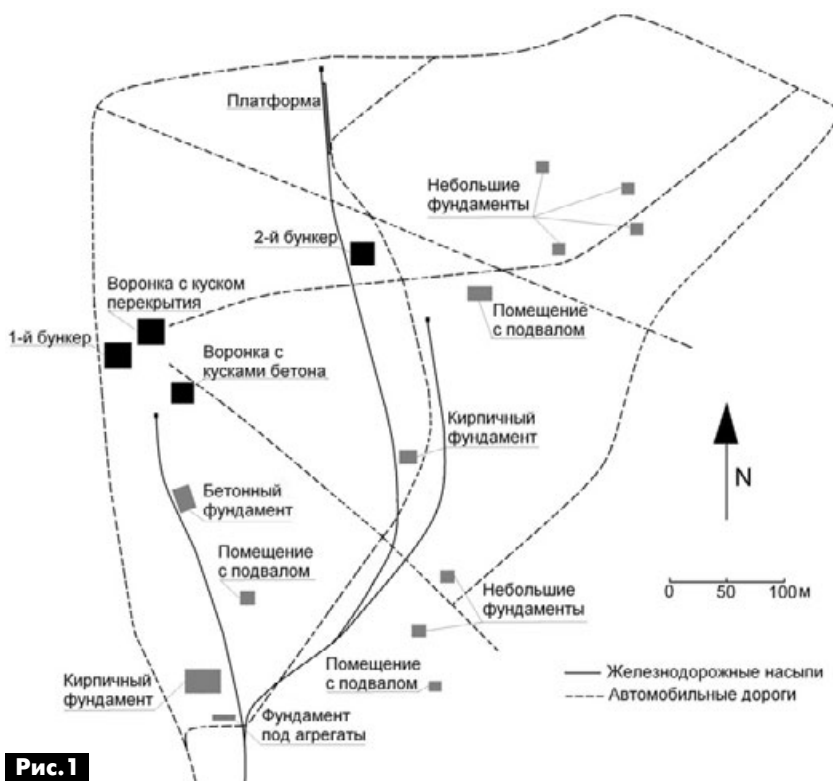 Платформа
Небольшие
фундаменты
2-й бункер
Воронка с куском
перекрытия
Помещение
с подвалом
1-й бункер
Воронка с
кусками бетона
Кирпичный
фундамент
N
Бетонный
фундамент
Помещение
с подвалом
0 50 100 м
Небольшие
фундаменты
Кирпичный
фундамент
Помещение
с подвалом
Железнодорожные насыпи
Автомобильные дороги
Фундамент
под агрегаты
Рис.1